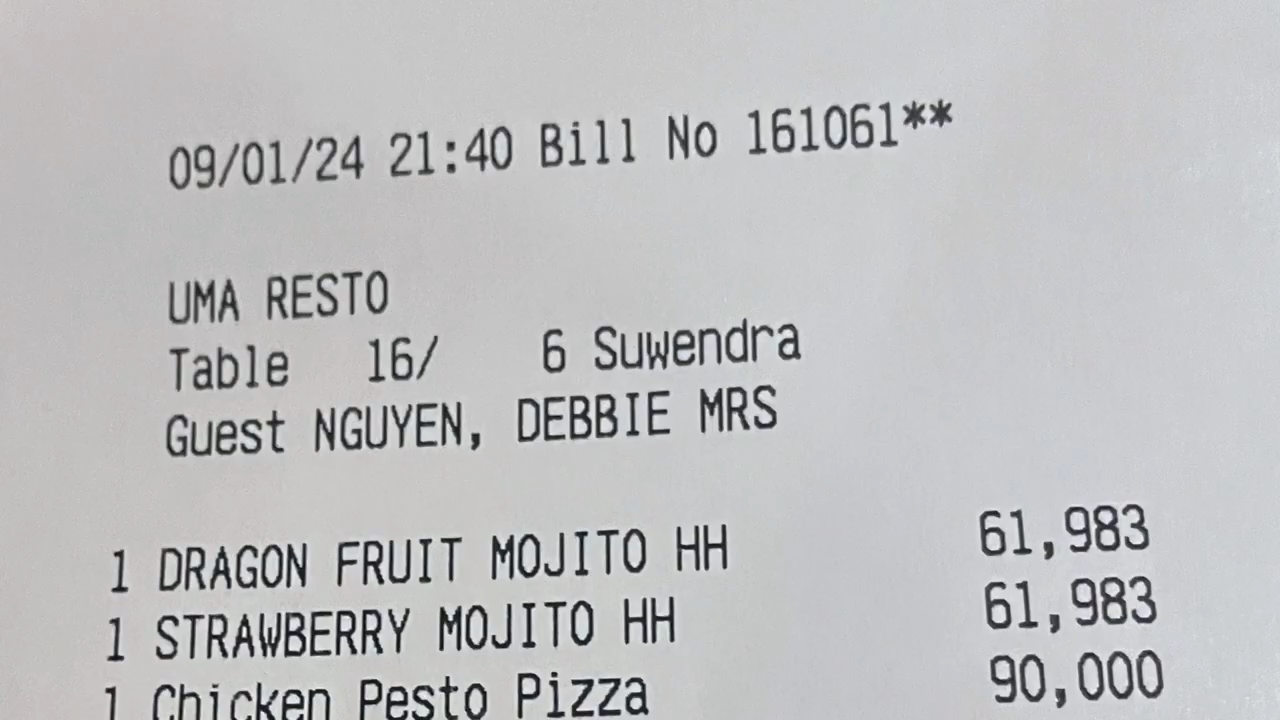 09/01/24 21:40 Bill No 161061**
UMA RESTO
Table 16/ 6 Suwendra
Guest NGUYEN, DEBBIE MRS
1 DRAGON FRUIT MOJITO HH 61,983
1 STRAWBERRY MOJITO HH 61,983
1 Chicken Pesto Pizza 90,000